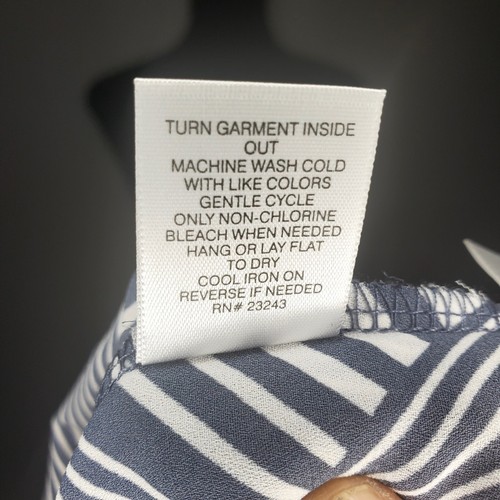 TURN GARMENT INSIDE
OUT
MACHINE WASH COLD
WITH LIKE COLORS
GENTLE CYCLE
ONLY NON-CHLORINE
BLEACH WHEN NEEDED
HANG OR LAY FLAT
TO DRY
COOL IRON ON
REVERSE IF NEEDED
RN# 23243